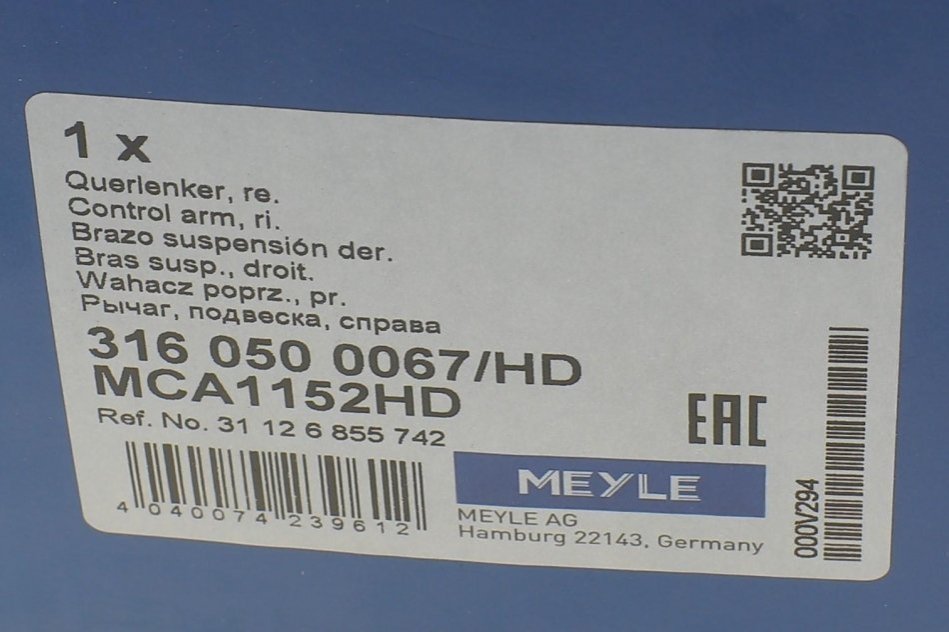 1 x
Querlenker, re.
Control arm, ri.
Brazo suspensión der.
Bras susp., droit.
Wahacz poprz., pr.
Рычаг, подвеска, справа
316 050 0067/HD
MCA1152HD
Ref. No. 31 12 6 855 742
4 040074 239612
EAC
MEYLE
MEYLE AG
Hamburg 22143, Germany
000V294